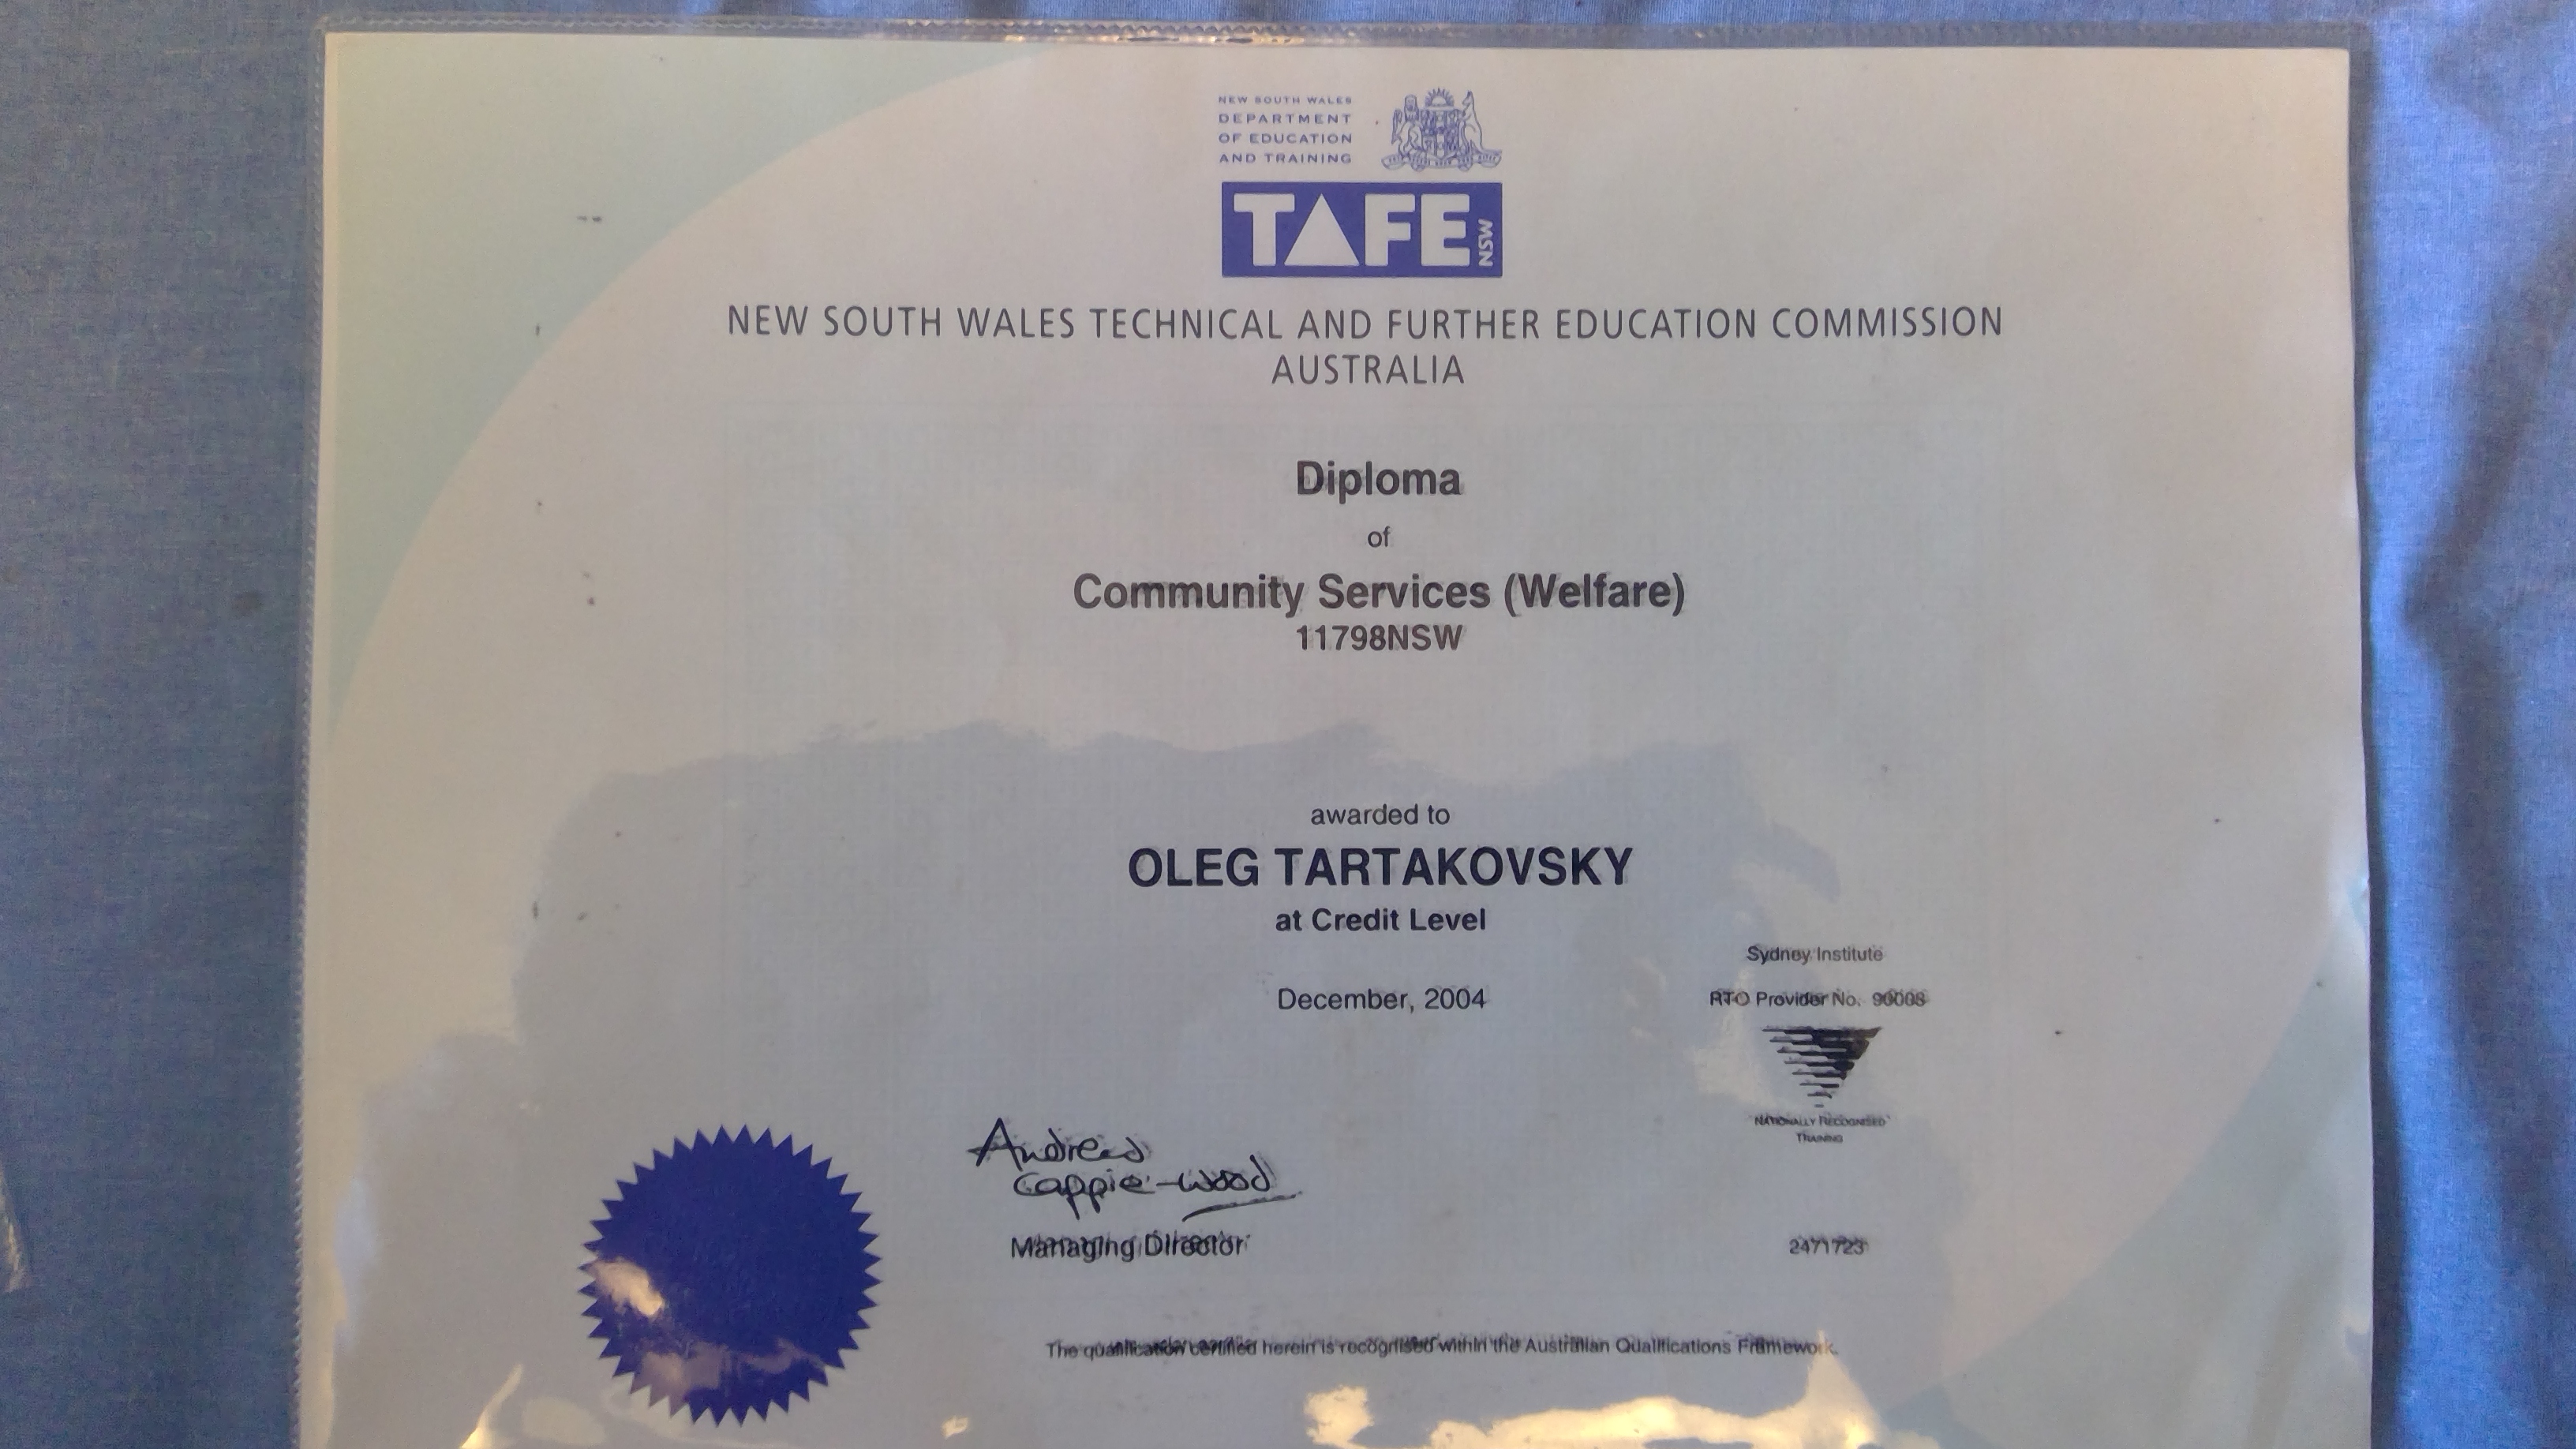 NEW SOUTH WALES
DEPARTMENT
OF EDUCATION
AND TRAINING
TAFE NSW
NEW SOUTH WALES TECHNICAL AND FURTHER EDUCATION COMMISSION
AUSTRALIA
Diploma
of
Community Services (Welfare)
11798NSW
awarded to
OLEG TARTAKOVSKY
at Credit Level
Sydney Institute
December, 2004
RTO Provider No. 90008
NATIONALLY RECOGNISED
TRAINING
Andrew
Cappie-Wood
Managing Director
2471723
The qualification certified herein is recognised within the Australian Qualifications Framework.